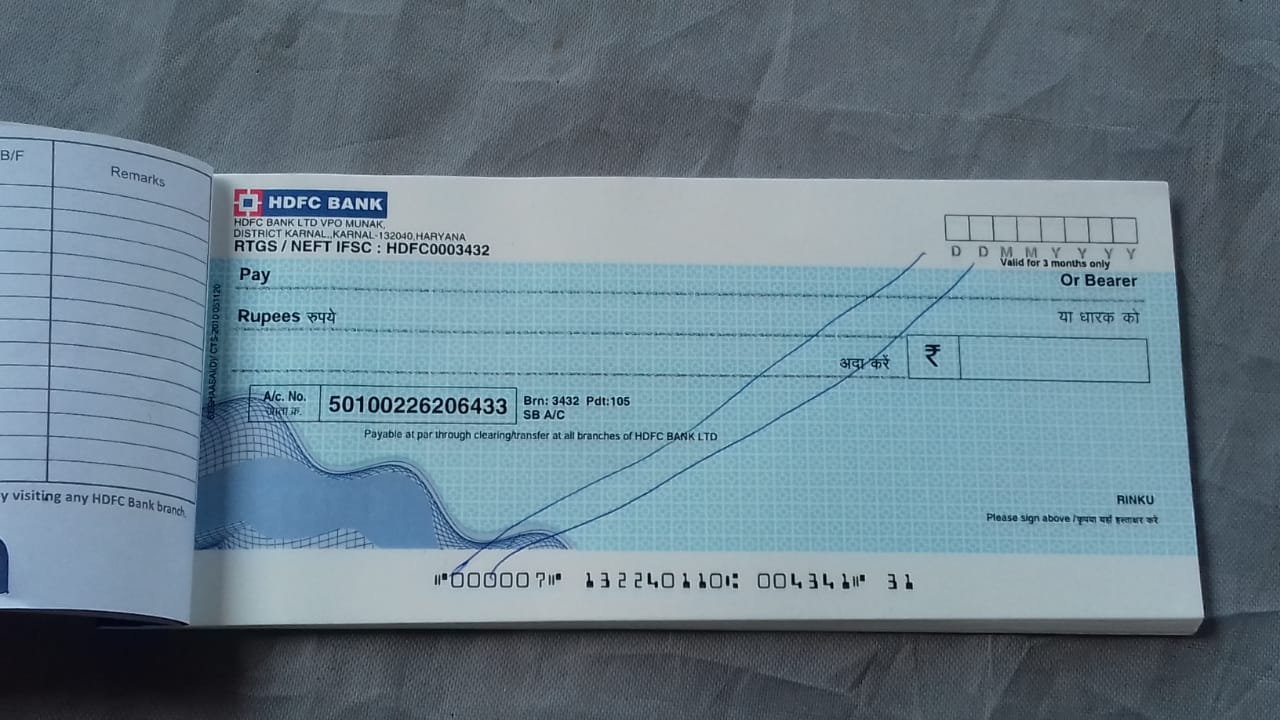 B/F
Remarks
y visiting any HDFC Bank branch.
HDFC BANK
HDFC BANK LTD VPO MUNAK,
DISTRICT KARNAL.,KARNAL-132040,HARYANA
RTGS / NEFT IFSC : HDFC0003432
D D M M Y Y Y Y
Valid for 3 months only
Pay
Or Bearer
Rupees रुपये
या धारक को
अदा करें
₹
A/c. No.
खाता क्र.
50100226206433
Brn: 3432 Pdt:105
SB A/C
Payable at par through clearing/transfer at all branches of HDFC BANK LTD
RINKU
Please sign above /कृपया यहाँ हस्ताक्षर करें
CTS-2010
⑈000007⑈ 132240110⑆ 004341⑈ 31